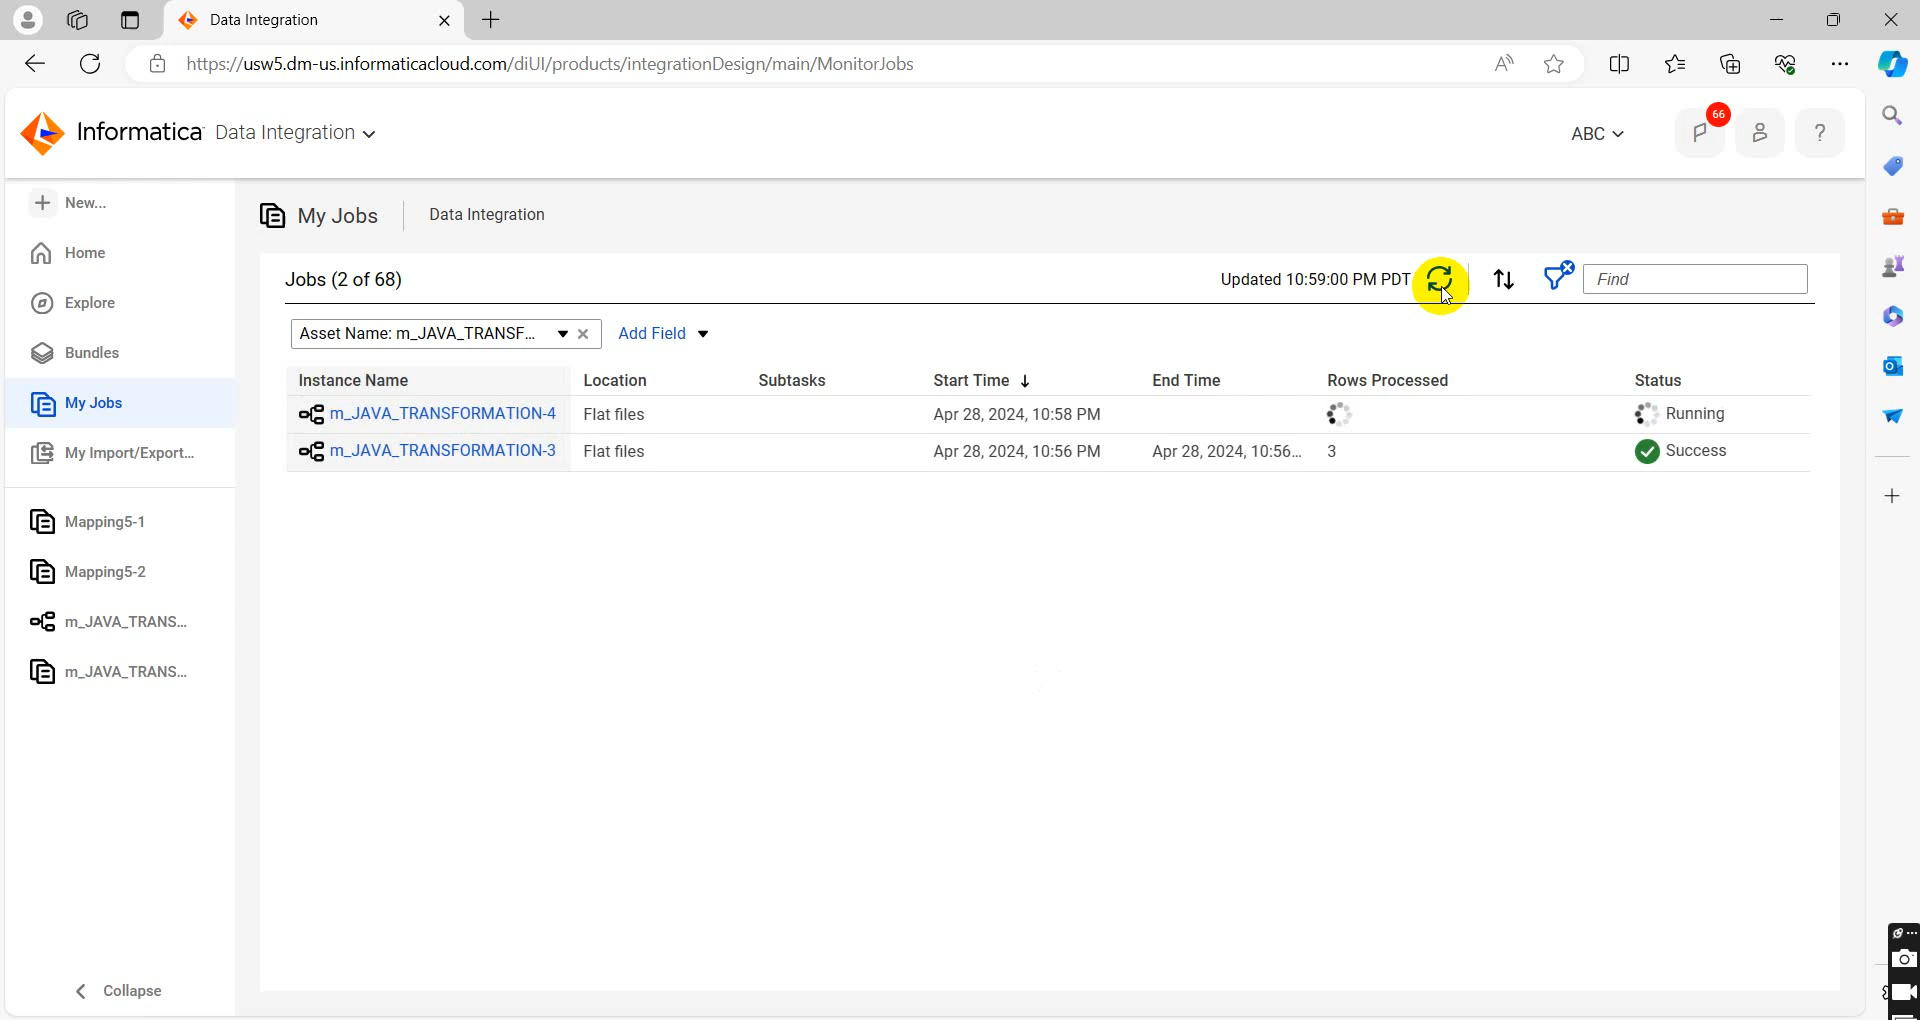 Data Integration
https://usw5.dm-us.informaticacloud.com/diUI/products/integrationDesign/main/MonitorJobs
Informatica Data Integration
ABC
66
?
New...
Home
Explore
Bundles
My Jobs
My Import/Export...
Mapping5-1
Mapping5-2
m_JAVA_TRANS...
m_JAVA_TRANS...
Collapse
My Jobs Data Integration
Jobs (2 of 68) Updated 10:59:00 PM PDT Find
Asset Name: m_JAVA_TRANSF... Add Field
Instance Name Location Subtasks Start Time End Time Rows Processed Status
m_JAVA_TRANSFORMATION-4 Flat files Apr 28, 2024, 10:58 PM Running
m_JAVA_TRANSFORMATION-3 Flat files Apr 28, 2024, 10:56 PM Apr 28, 2024, 10:56... 3 Success